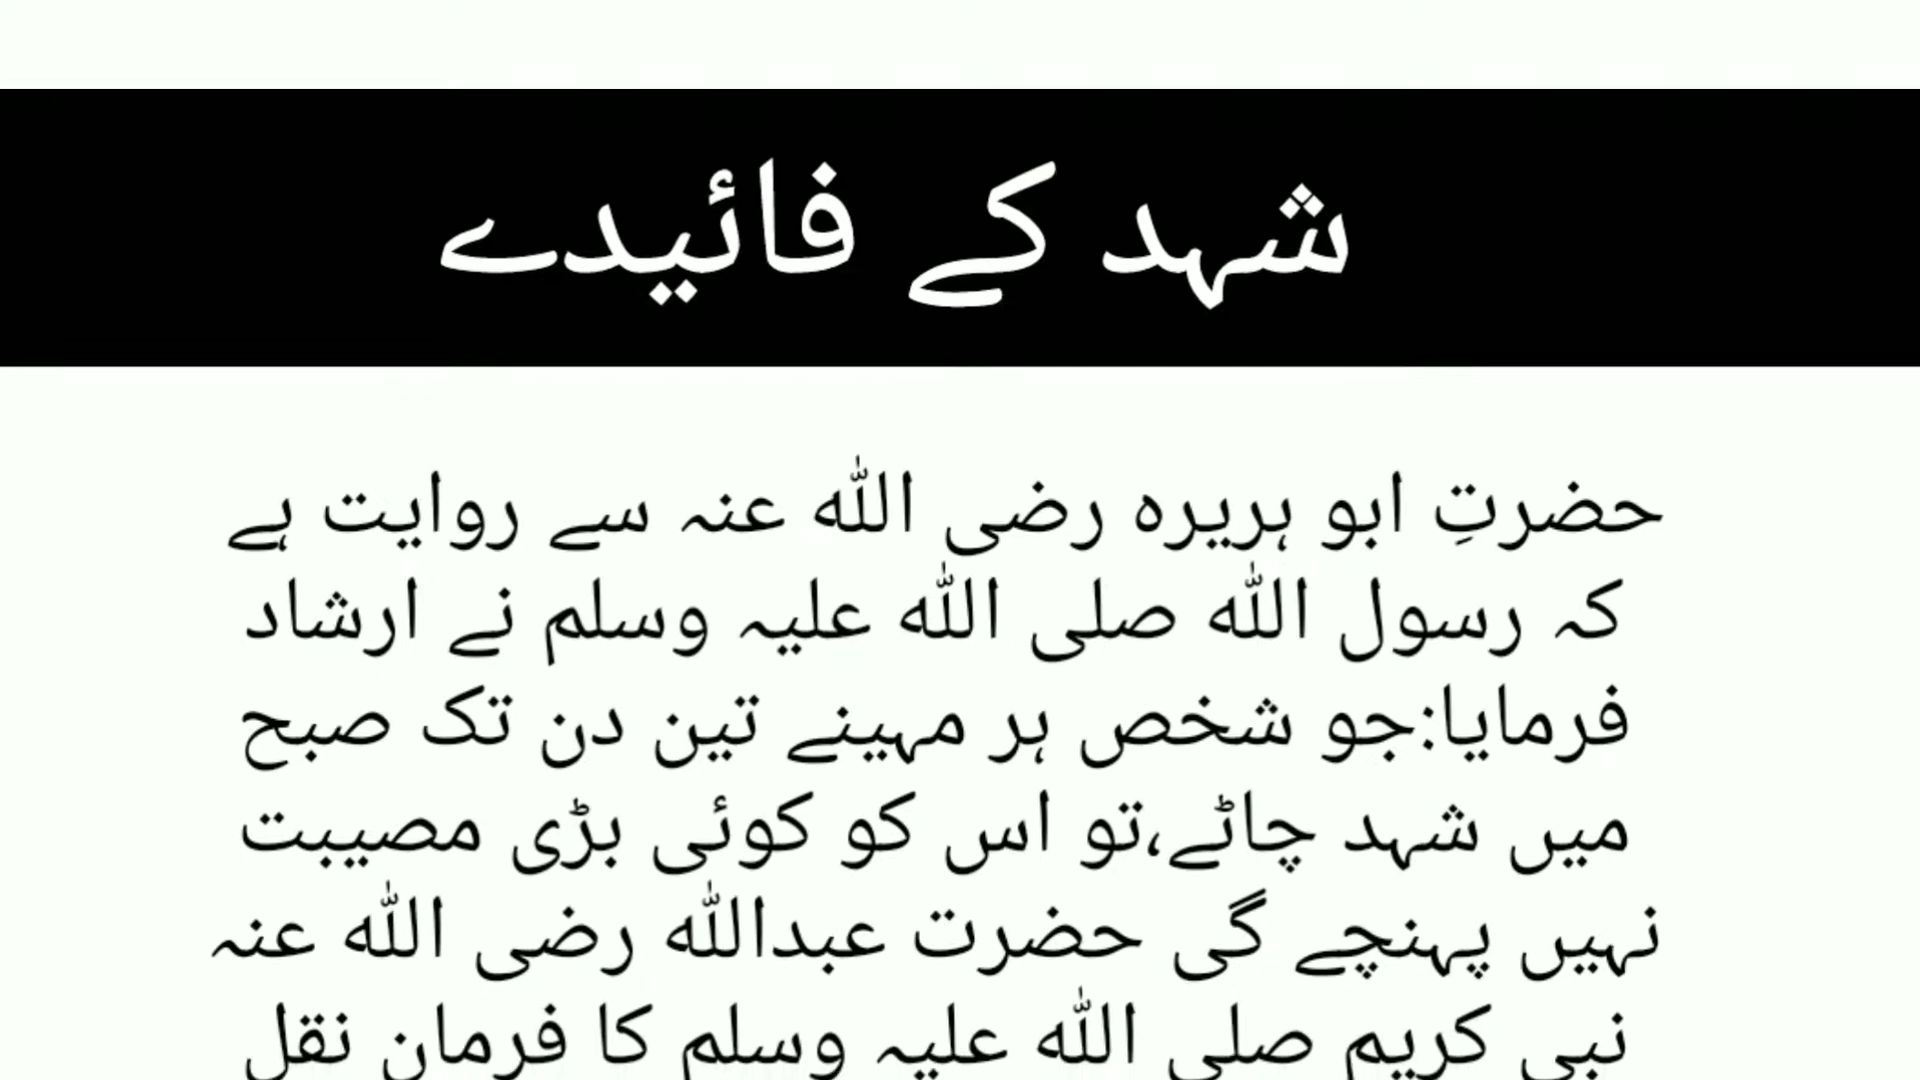 شہد کے فائیدے
حضرتِ ابو ہریرہ رضی اللہ عنہ سے روایت ہے
کہ رسول اللہ صلی اللہ علیہ وسلم نے ارشاد
فرمایا:جو شخص ہر مہینے تین دن تک صبح
میں شہد چاٹے،تو اس کو کوئی بڑی مصیبت
نہیں پہنچے گی حضرت عبداللہ رضی اللہ عنہ
نبی کریم صلی اللہ علیہ وسلم کا فرمان نقل